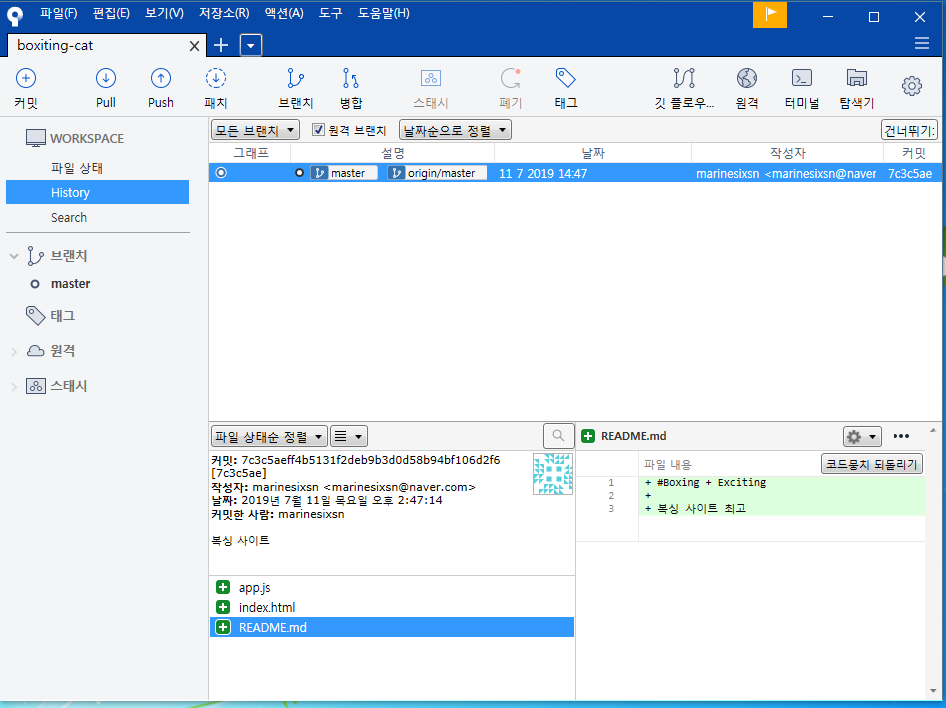 파일(F) 편집(E) 보기(V) 저장소(R) 액션(A) 도구 도움말(H)
boxiting-cat
커밋 Pull Push 패치 브랜치 병합 스태시 폐기 태그 깃 플로우... 원격 터미널 탐색기
WORKSPACE
파일 상태
History
Search
브랜치
master
태그
원격
스태시
모든 브랜치 원격 브랜치 날짜순으로 정렬 건너뛰기:
그래프 설명 날짜 작성자 커밋
master origin/master 11 7 2019 14:47 marinesixsn <marinesixsn@naver 7c3c5ae
파일 상태순 정렬
커밋: 7c3c5aeff4b5131f2deb9b3d0d58b94bf106d2f6
[7c3c5ae]
작성자: marinesixsn <marinesixsn@naver.com>
날짜: 2019년 7월 11일 목요일 오후 2:47:14
커밋한 사람: marinesixsn
복싱 사이트
app.js
index.html
README.md
README.md
파일 내용 코드뭉치 되돌리기
1 + #Boxing + Exciting
2 +
3 + 복싱 사이트 최고